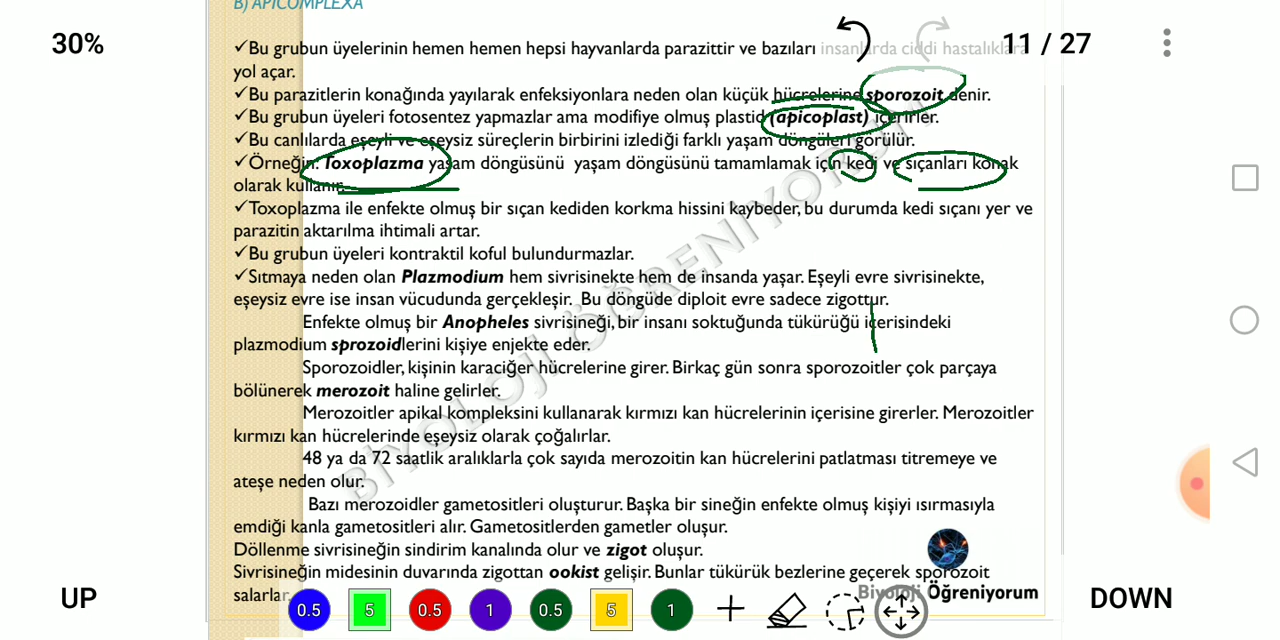 B) APICOMPLEXA
30%
11 / 27
✓Bu grubun üyelerinin hemen hemen hepsi hayvanlarda parazittir ve bazıları insanlarda ciddi hastalıklara
yol açar.
✓Bu parazitlerin konağında yayılarak enfeksiyonlara neden olan küçük hücrelerine sporozoit denir.
✓Bu grubun üyeleri fotosentez yapmazlar ama modifiye olmuş plastid (apicoplast) içerirler.
✓Bu canlılarda eşeyli ve eşeysiz süreçlerin birbirini izlediği farklı yaşam döngüleri görülür.
✓Örneğin: Toxoplazma yaşam döngüsünü yaşam döngüsünü tamamlamak için kedi ve sıçanları konak
olarak kullanır.
✓Toxoplazma ile enfekte olmuş bir sıçan kediden korkma hissini kaybeder, bu durumda kedi sıçanı yer ve
parazitin aktarılma ihtimali artar.
✓Bu grubun üyeleri kontraktil koful bulundurmazlar.
✓Sıtmaya neden olan Plazmodium hem sivrisinekte hem de insanda yaşar. Eşeyli evre sivrisinekte,
eşeysiz evre ise insan vücudunda gerçekleşir. Bu döngüde diploit evre sadece zigottur.
Enfekte olmuş bir Anopheles sivrisineği, bir insanı soktuğunda tükürüğü içerisindeki
plazmodium sprozoidlerini kişiye enjekte eder.
Sporozoidler, kişinin karaciğer hücrelerine girer. Birkaç gün sonra sporozoitler çok parçaya
bölünerek merozoit haline gelirler.
Merozoitler apikal kompleksini kullanarak kırmızı kan hücrelerinin içerisine girerler. Merozoitler
kırmızı kan hücrelerinde eşeysiz olarak çoğalırlar.
48 ya da 72 saatlik aralıklarla çok sayıda merozoitin kan hücrelerini patlatması titremeye ve
ateşe neden olur.
Bazı merozoidler gametositleri oluşturur. Başka bir sineğin enfekte olmuş kişiyi ısırmasıyla
emdiği kanla gametositleri alır. Gametositlerden gametler oluşur.
Döllenme sivrisineğin sindirim kanalında olur ve zigot oluşur.
Sivrisineğin midesinin duvarında zigottan ookist gelişir. Bunlar tükürük bezlerine geçerek sporozoit
salarlar.
BİYOLOJİ ÖĞRENİYORUM
Biyoloji Öğreniyorum
UP
DOWN
0.5 5 0.5 1 0.5 5 1